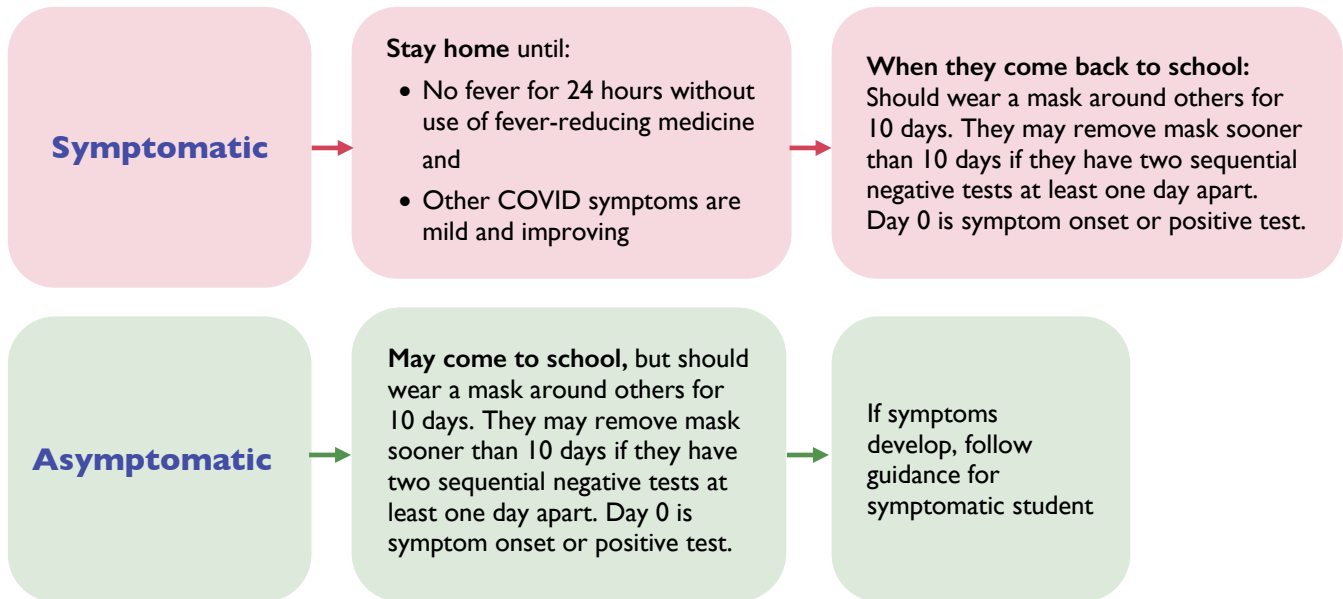 Symptomatic
Stay home until:
• No fever for 24 hours without
use of fever-reducing medicine
and
• Other COVID symptoms are
mild and improving
When they come back to school:
Should wear a mask around others for
10 days. They may remove mask sooner
than 10 days if they have two sequential
negative tests at least one day apart.
Day 0 is symptom onset or positive test.
Asymptomatic
May come to school, but should
wear a mask around others for
10 days. They may remove mask
sooner than 10 days if they have
two sequential negative tests at
least one day apart. Day 0 is
symptom onset or positive test.
If symptoms
develop, follow
guidance for
symptomatic student